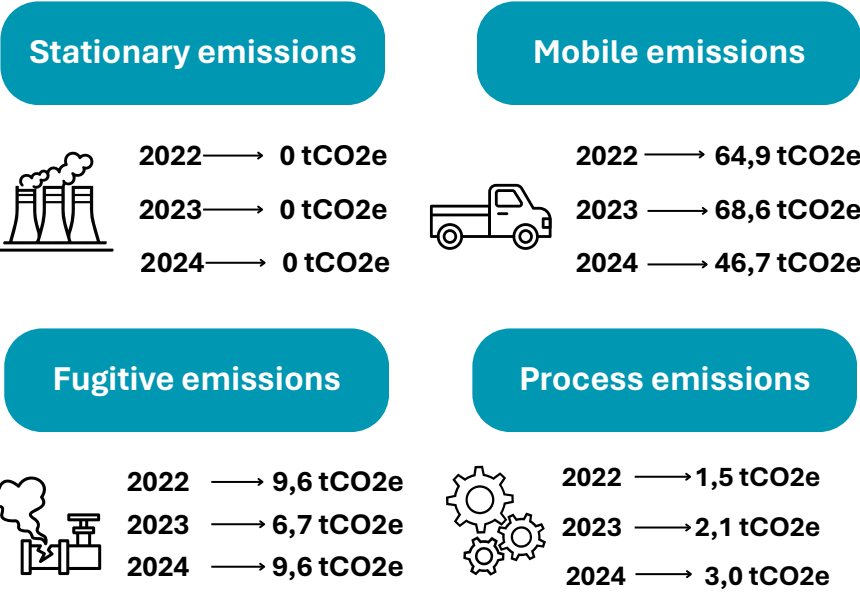 Stationary emissions
2022 → 0 tCO2e
2023 → 0 tCO2e
2024 → 0 tCO2e
Mobile emissions
2022 → 64,9 tCO2e
2023 → 68,6 tCO2e
2024 → 46,7 tCO2e
Fugitive emissions
2022 → 9,6 tCO2e
2023 → 6,7 tCO2e
2024 → 9,6 tCO2e
Process emissions
2022 → 1,5 tCO2e
2023 → 2,1 tCO2e
2024 → 3,0 tCO2e